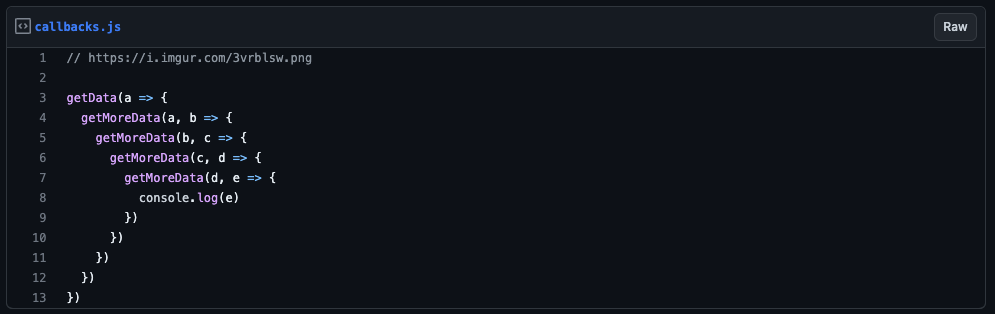 callbacks.js
Raw
1 // https://i.imgur.com/3vrblsw.png
2
3 getData(a => {
4   getMoreData(a, b => {
5     getMoreData(b, c => {
6       getMoreData(c, d => {
7         getMoreData(d, e => {
8           console.log(e)
9         })
10       })
11     })
12   })
13 })